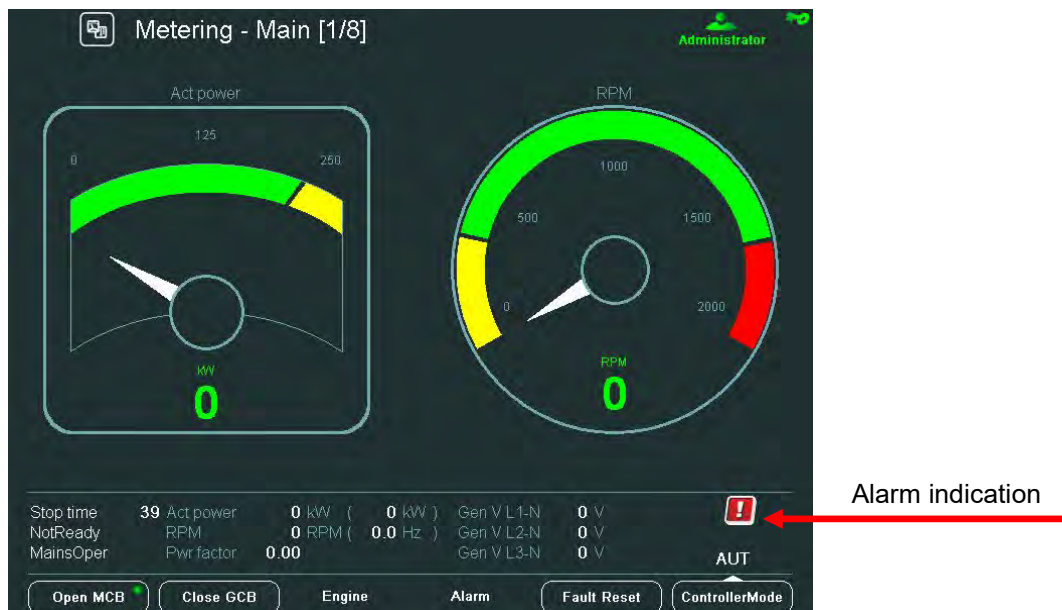 Metering - Main [1/8]
Administrator
Act power
0
125
250
kW
0
RPM
0
500
1000
1500
2000
RPM
0
Alarm indication
!
Stop time 39 Act power 0 kW ( 0 kW ) Gen V L1-N 0 V
NotReady RPM 0 RPM ( 0.0 Hz ) Gen V L2-N 0 V
MainsOper Pwr factor 0.00 Gen V L3-N 0 V
AUT
Open MCB Close GCB Engine Alarm Fault Reset ControllerMode